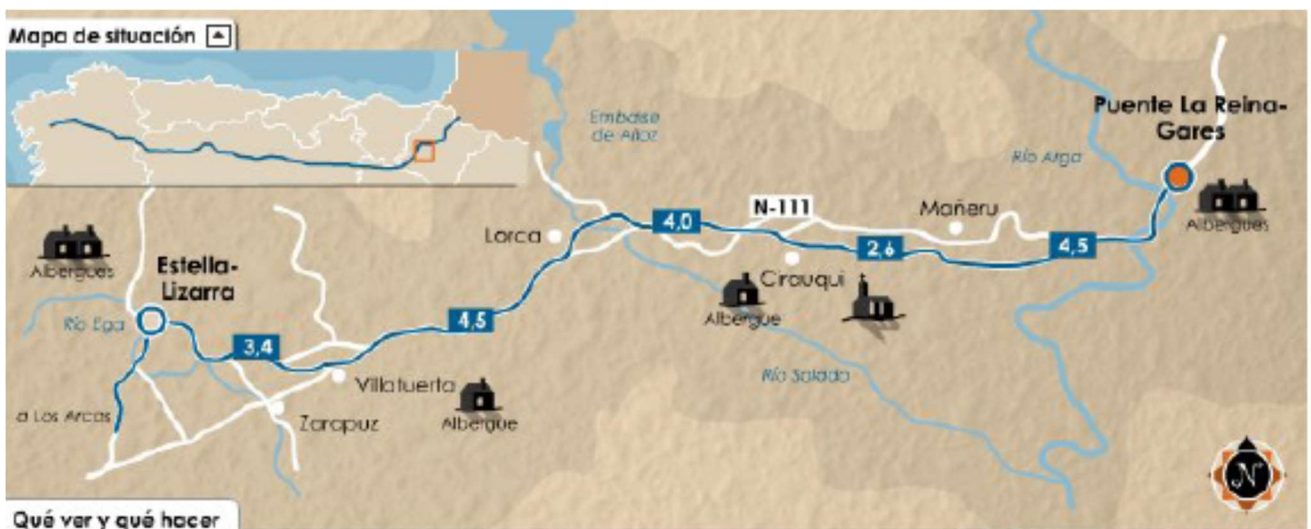 Mapa de situación
Embalse
de Alloz
Puente La Reina-
Gares
Río Arga
Albergues
N-111
Mañeru
4,0
2,6
4,5
Lorca
Cirauqui
Albergue
Río Salado
Albergues
Estella-
Lizarra
Río Ega
3,4
4,5
Villatuerta
Albergue
Zarapuz
a Los Arcos
N
Qué ver y qué hacer